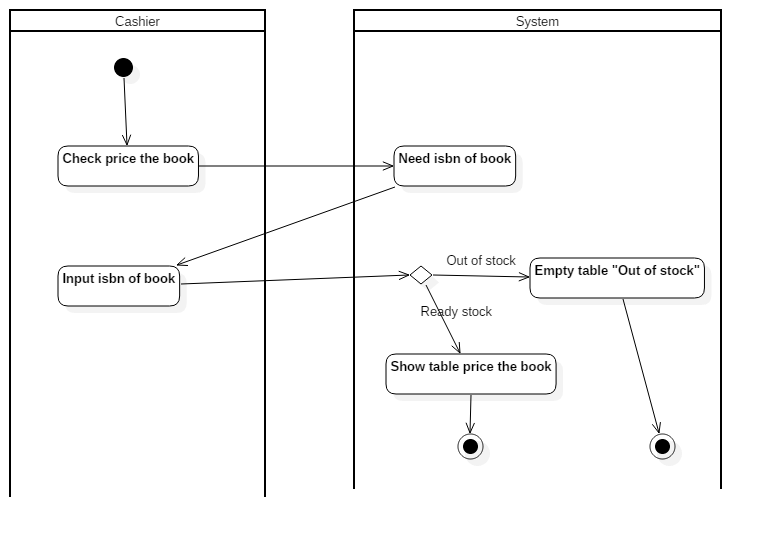 Cashier
System
Check price the book
Need isbn of book
Out of stock
Empty table "Out of stock"
Input isbn of book
Ready stock
Show table price the book